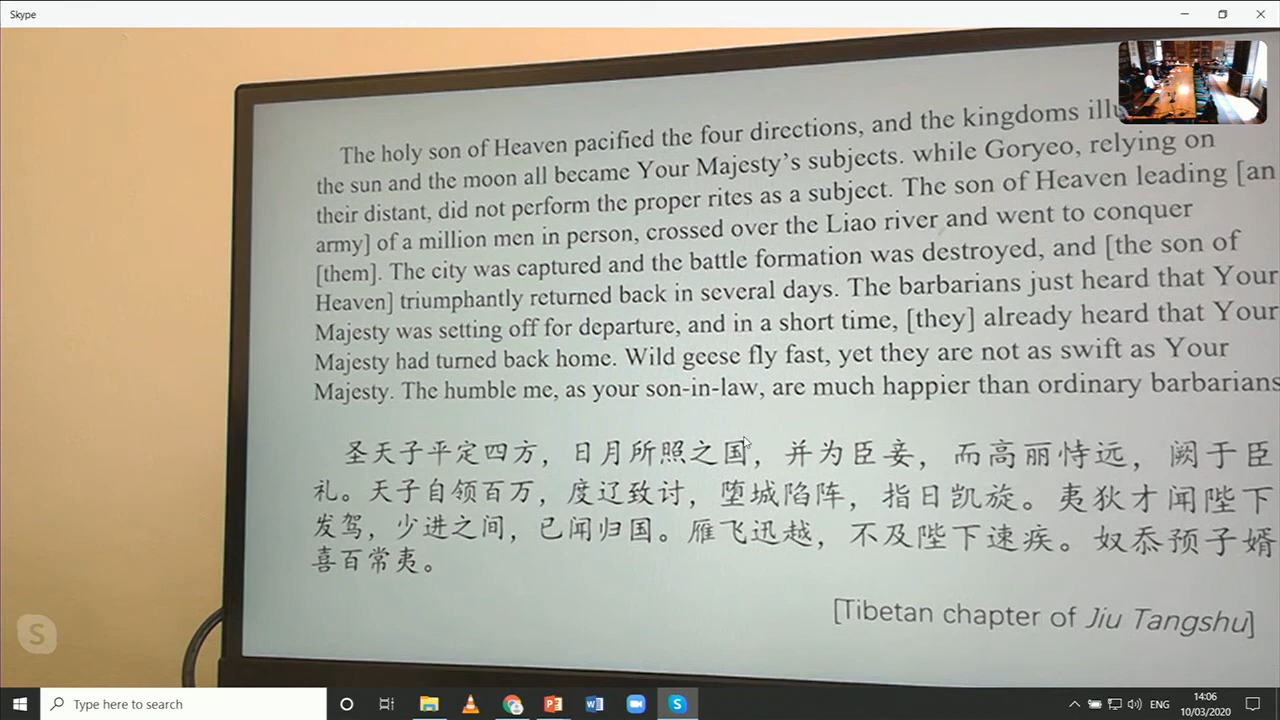 Skype
The holy son of Heaven pacified the four directions, and the kingdoms
the sun and the moon all became Your Majesty's subjects. while Goryeo, relying on
their distant, did not perform the proper rites as a subject. The son of Heaven leading [an
army] of a million men in person, crossed over the Liao river and went to conquer
[them]. The city was captured and the battle formation was destroyed, and [the son of
Heaven] triumphantly returned back in several days. The barbarians just heard that Your
Majesty was setting off for departure, and in a short time, [they] already heard that Your
Majesty had turned back home. Wild geese fly fast, yet they are not as swift as Your
Majesty. The humble me, as your son-in-law, are much happier than ordinary barbarians
圣天子平定四方，日月所照之国，并为臣妾，而高丽恃远，阙于臣
礼。天子自领百万，度辽致讨，堕城陷阵，指日凯旋。夷狄才闻陛下
发驾，少进之间，已闻归国。雁飞迅越，不及陛下速疾。奴忝预子婿
喜百常夷。
[Tibetan chapter of Jiu Tangshu]
S
Type here to search
ENG
14:06
10/03/2020